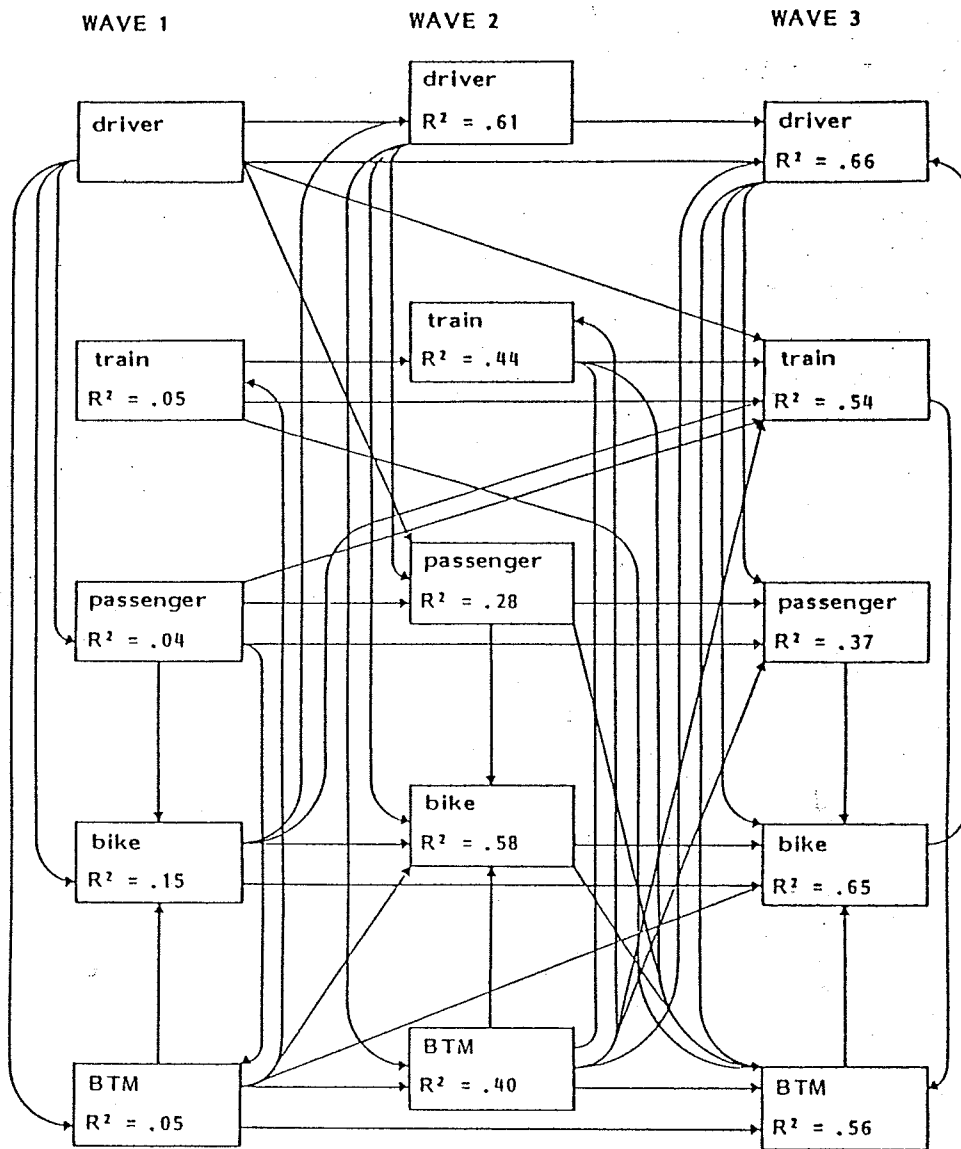 WAVE 1
WAVE 2
WAVE 3
driver
driver
R² = .61
driver
R² = .66
train
R² = .05
train
R² = .44
train
R² = .54
passenger
R² = .04
passenger
R² = .28
passenger
R² = .37
bike
R² = .15
bike
R² = .58
bike
R² = .65
BTM
R² = .05
BTM
R² = .40
BTM
R² = .56